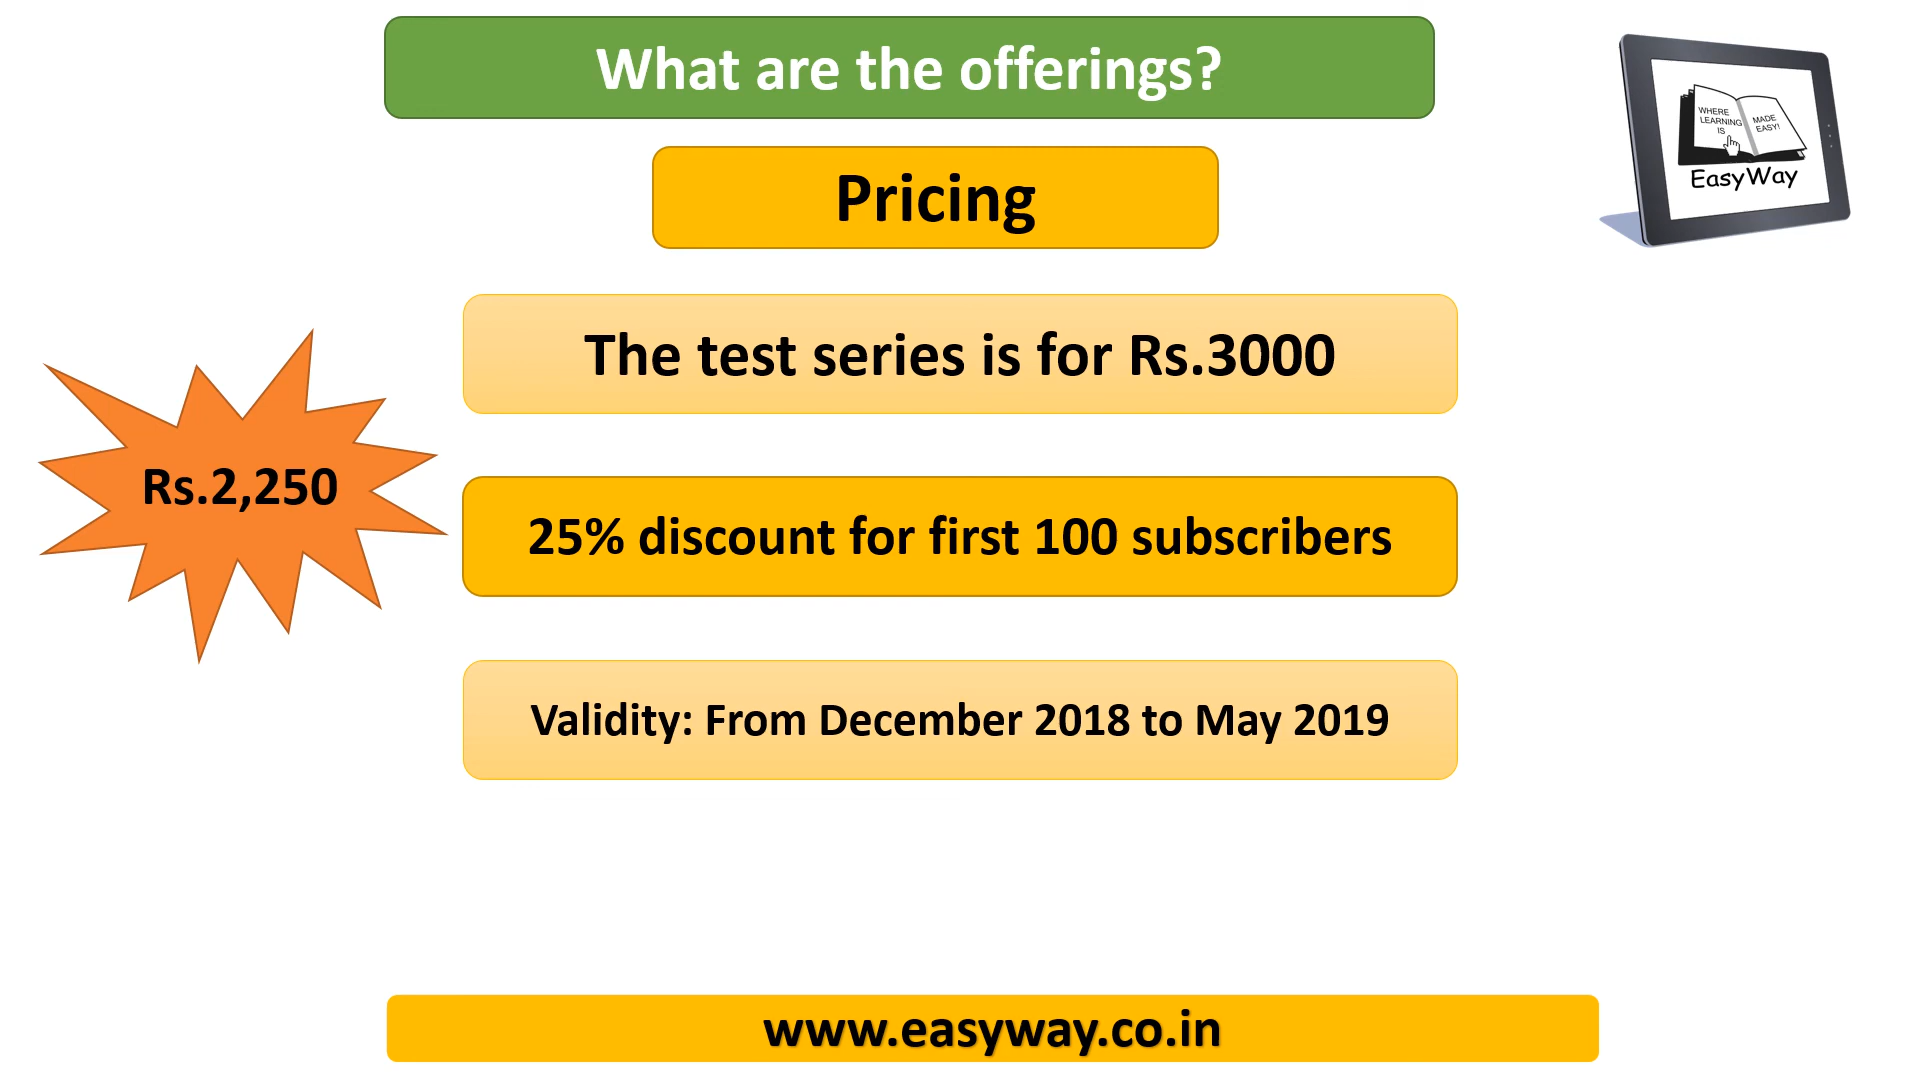 What are the offerings?
Pricing
WHERE
LEARNING
IS
MADE
EASY!
EasyWay
The test series is for Rs.3000
Rs.2,250
25% discount for first 100 subscribers
Validity: From December 2018 to May 2019
www.easyway.co.in